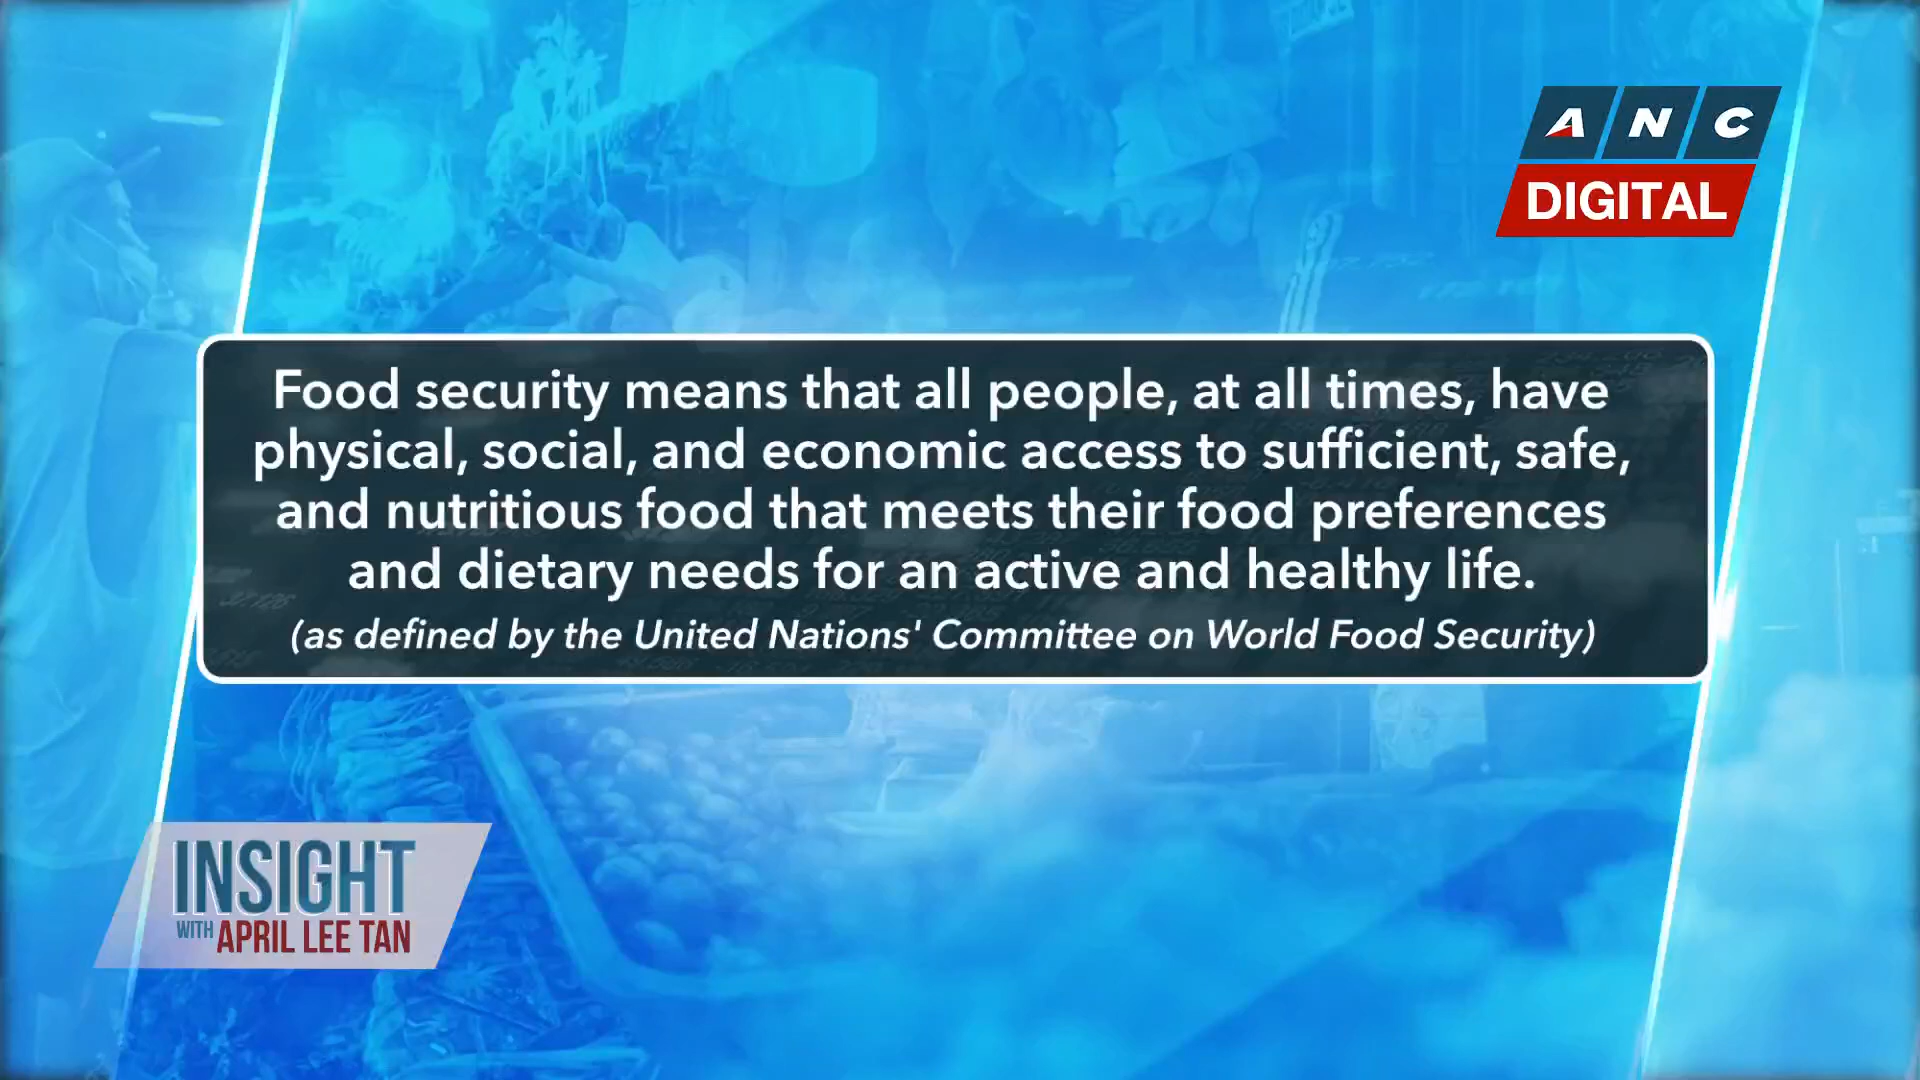 ANC
DIGITAL
Food security means that all people, at all times, have
physical, social, and economic access to sufficient, safe,
and nutritious food that meets their food preferences
and dietary needs for an active and healthy life.
(as defined by the United Nations' Committee on World Food Security)
INSIGHT
WITH APRIL LEE TAN